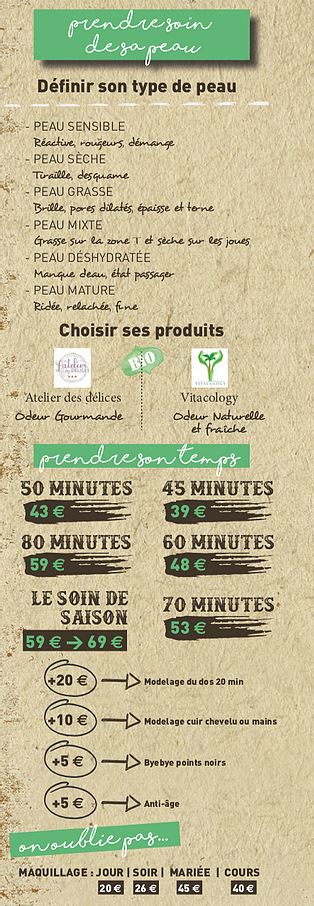 prendre soin
de sa peau
Définir son type de peau
- PEAU SENSIBLE
Réactive, rougeurs, démange
- PEAU SÈCHE
Tiraille, desquame
- PEAU GRASSE
Brille, pores dilatés, épaisse et terne
- PEAU MIXTE
Grasse sur la zone T et sèche sur les joues
- PEAU DÉSHYDRATÉE
Manque d'eau, état passager
- PEAU MATURE
Ridée, relachée, fine
Choisir ses produits
BIO
Atelier des délices
Odeur Gourmande
VITACOLOGY
Vitacology
Odeur Naturelle
et fraîche
prendre son temps
50 MINUTES
43 €
45 MINUTES
39 €
80 MINUTES
59 €
60 MINUTES
48 €
LE SOIN DE
SAISON
59 € → 69 €
70 MINUTES
53 €
+20 € Modelage du dos 20 min
+10 € Modelage cuir chevelu ou mains
+5 € Byebye points noirs
+5 € Anti-âge
on oublie pas...
MAQUILLAGE : JOUR | SOIR | MARIÉE | COURS
20 € 26 € 45 € 40 €